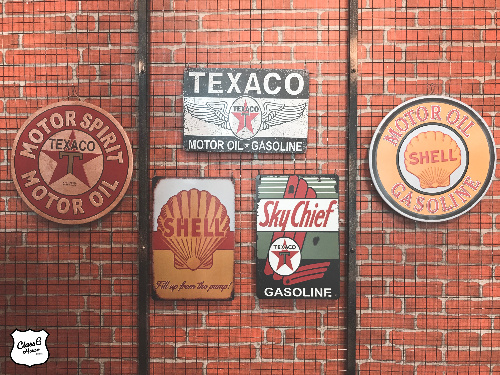 MOTOR SPIRIT
TEXACO
T
MOTOR OIL
TEXACO
TEXACO
T
MOTOR OIL ★ GASOLINE
SHELL
Fill up from the pump!
Sky Chief
TEXACO
T
GASOLINE
MOTOR OIL
SHELL
GASOLINE
Class6